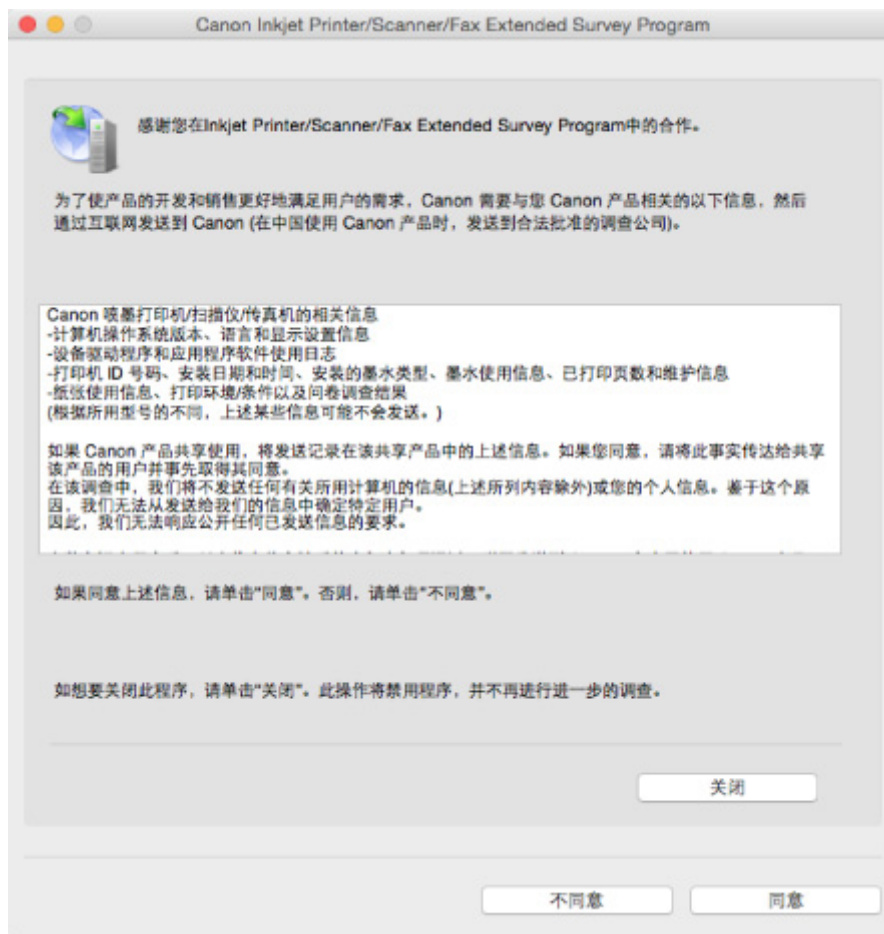 Canon Inkjet Printer/Scanner/Fax Extended Survey Program
感谢您在Inkjet Printer/Scanner/Fax Extended Survey Program中的合作。
为了使产品的开发和销售更好地满足用户的需求，Canon 需要与您 Canon 产品相关的以下信息，然后
通过互联网发送到 Canon (在中国使用 Canon 产品时，发送到合法批准的调查公司)。
Canon 喷墨打印机/扫描仪/传真机的相关信息
-计算机操作系统版本、语言和显示设置信息
-设备驱动程序和应用程序软件使用日志
-打印机 ID 号码、安装日期和时间、安装的墨水类型、墨水使用信息、已打印页数和维护信息
-纸张使用信息、打印环境/条件以及问卷调查结果
(根据所用型号的不同，上述某些信息可能不会发送。)
如果 Canon 产品共享使用，将发送记录在该共享产品中的上述信息。如果您同意，请将此事实传达给共享
该产品的用户并事先取得其同意。
在该调查中，我们将不发送任何有关所用计算机的信息(上述所列内容除外)或您的个人信息。鉴于这个原
因，我们无法从发送给我们的信息中确定特定用户。
因此，我们无法响应公开任何已发送信息的要求。
如果同意上述信息，请单击"同意"。否则，请单击"不同意"。
如想要关闭此程序，请单击"关闭"。此操作将禁用程序，并不再进行进一步的调查。
关闭
不同意
同意